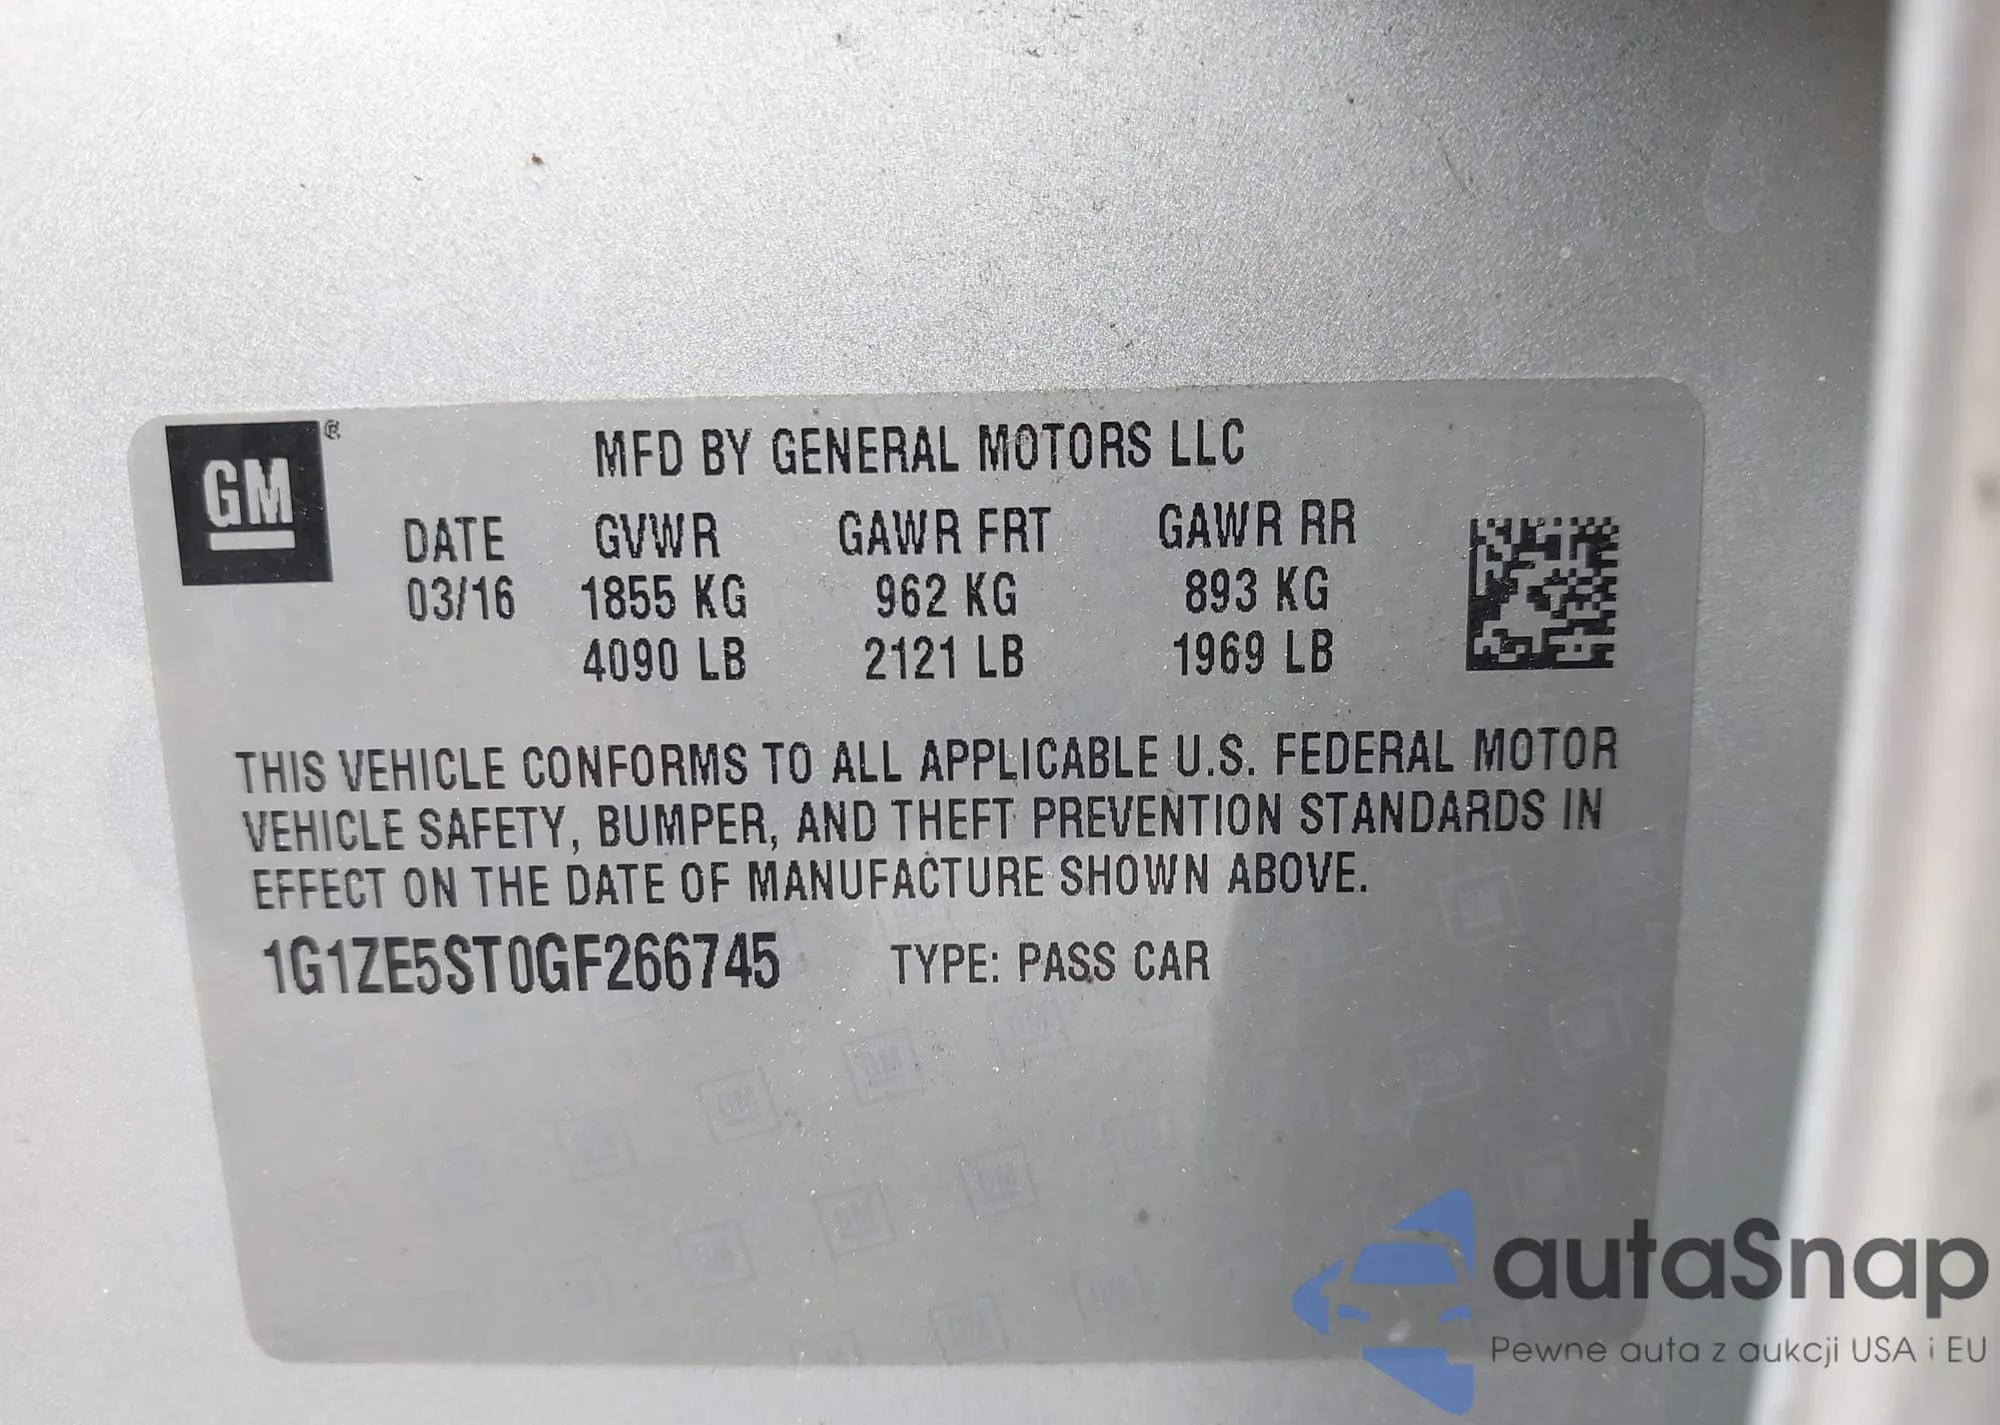 GM®
MFD BY GENERAL MOTORS LLC
DATE GVWR GAWR FRT GAWR RR
03/16 1855 KG 962 KG 893 KG
4090 LB 2121 LB 1969 LB
THIS VEHICLE CONFORMS TO ALL APPLICABLE U.S. FEDERAL MOTOR
VEHICLE SAFETY, BUMPER, AND THEFT PREVENTION STANDARDS IN
EFFECT ON THE DATE OF MANUFACTURE SHOWN ABOVE.
1G1ZE5ST0GF266745 TYPE: PASS CAR
autaSnap
Pewne auta z aukcji USA i EU